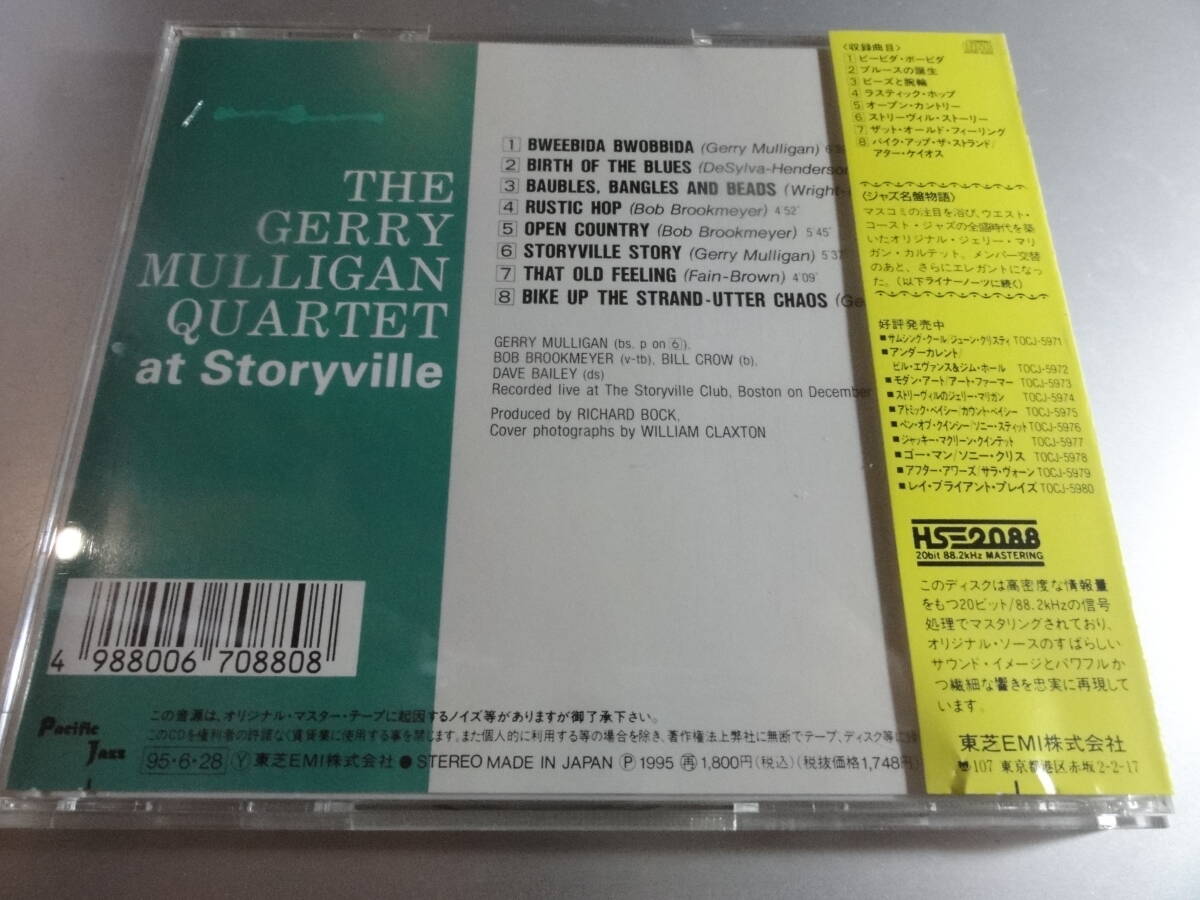 THE
GERRY
MULLIGAN
QUARTET
at Storyville
1 BWEEBIDA BWOBBIDA (Gerry Mulligan)
2 BIRTH OF THE BLUES (DeSylva-Henderson
3 BAUBLES, BANGLES AND BEADS (Wright-
4 RUSTIC HOP (Bob Brookmeyer) 4'52"
5 OPEN COUNTRY (Bob Brookmeyer) 5'45"
6 STORYVILLE STORY (Gerry Mulligan) 5'37
7 THAT OLD FEELING (Fain-Brown) 4'09"
8 BIKE UP THE STRAND-UTTER CHAOS (Ge
GERRY MULLIGAN (bs, p on 6),
BOB BROOKMEYER (v-tb), BILL CROW (b),
DAVE BAILEY (ds)
Recorded live at The Storyville Club, Boston on December
Produced by RICHARD BOCK,
Cover photographs by WILLIAM CLAXTON
4 988006 708808
Pacific
Jazz
この音源は、オリジナル・マスター・テープに起因するノイズ等がありますが御了承下さい。
このCDを権利者の許諾なく賃貸業に使用する事を禁じます。また個人的に利用する等の場合を除き、著作権法上弊社に無断でテープ、ディスク等に
95・6・28 Ⓨ 東芝EMI株式会社 ● STEREO MADE IN JAPAN Ⓟ 1995 再 1,800円(税込)(税抜価格1,748円)
〈収録曲目〉
1 ビービダ・ボービダ
2 ブルースの誕生
3 ビーズと腕輪
4 ラスティック・ホップ
5 オープン・カントリー
6 ストリーヴィル・ストーリー
7 ザット・オールド・フィーリング
8 バイク・アップ・ザ・ストランド/
アター・ケイオス
〈ジャズ名盤物語〉
マスコミの注目を浴び、ウエスト・
コースト・ジャズの全盛時代を築
いたオリジナル・ジェリー・マリ
ガン・カルテット。メンバー交替
のあと、さらにエレガントになっ
た。(以下ライナーノーツに続く)
好評発売中
■サムシング・クール/ジューン・クリスティ TOCJ-5971
■アンダーカレント/
ビル・エヴァンス&ジム・ホール TOCJ-5972
■モダン・アート/アート・ファーマー TOCJ-5973
■ストリーヴィルのジェリー・マリガン TOCJ-5974
■アトミック・ベイシー/カウント・ベイシー TOCJ-5975
■ペン・オブ・クインシー/ソニー・スティット TOCJ-5976
■ジャッキー・マクリーン・クインテット TOCJ-5977
■ゴー・マン/ソニー・クリス TOCJ-5978
■アフター・アワーズ/サラ・ヴォーン TOCJ-5979
■レイ・ブライアント・プレイズ TOCJ-5980
HS-2088
20bit 88.2kHz MASTERING
このディスクは高密度な情報量
をもつ20ビット/88.2kHzの信号
処理でマスタリングされており、
オリジナル・ソースのすばらしい
サウンド・イメージとパワフルか
つ繊細な響きを忠実に再現して
います。
東芝EMI株式会社
〒107 東京都港区赤坂2-2-17